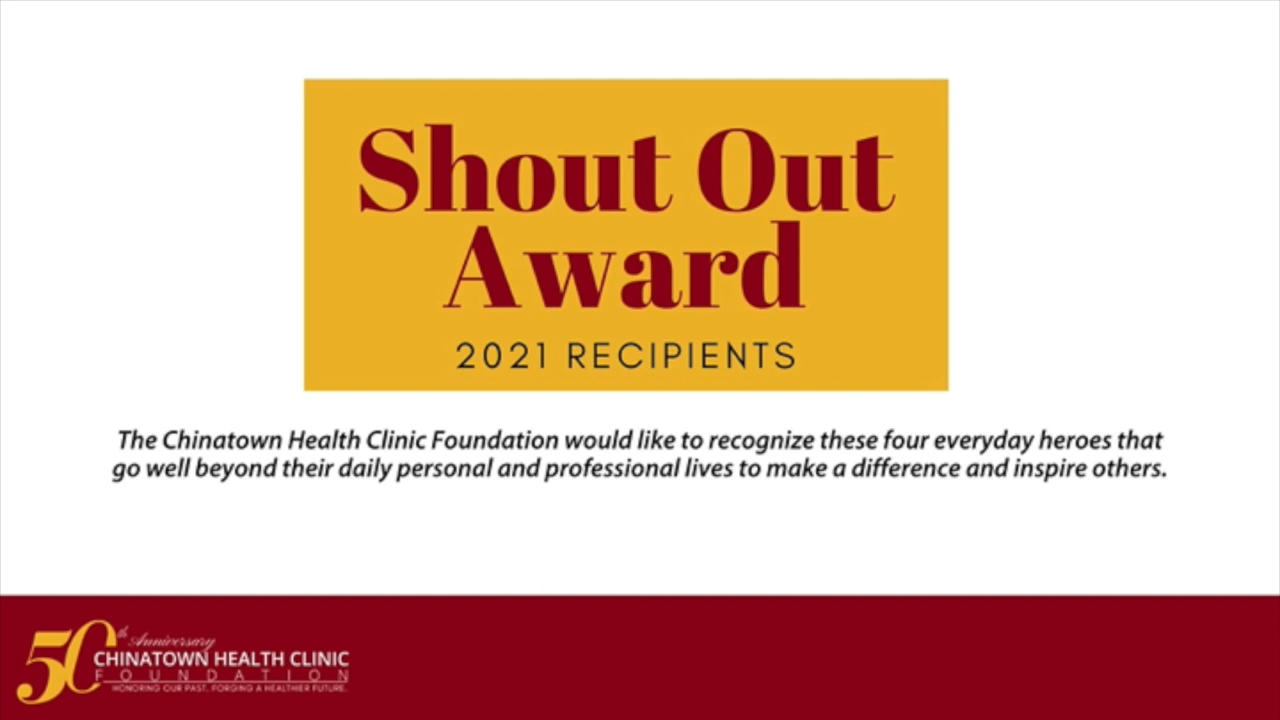 Shout Out
Award
2021 RECIPIENTS
The Chinatown Health Clinic Foundation would like to recognize these four everyday heroes that
go well beyond their daily personal and professional lives to make a difference and inspire others.
50th Anniversary
CHINATOWN HEALTH CLINIC
FOUNDATION
HONORING OUR PAST. FORGING A HEALTHIER FUTURE.